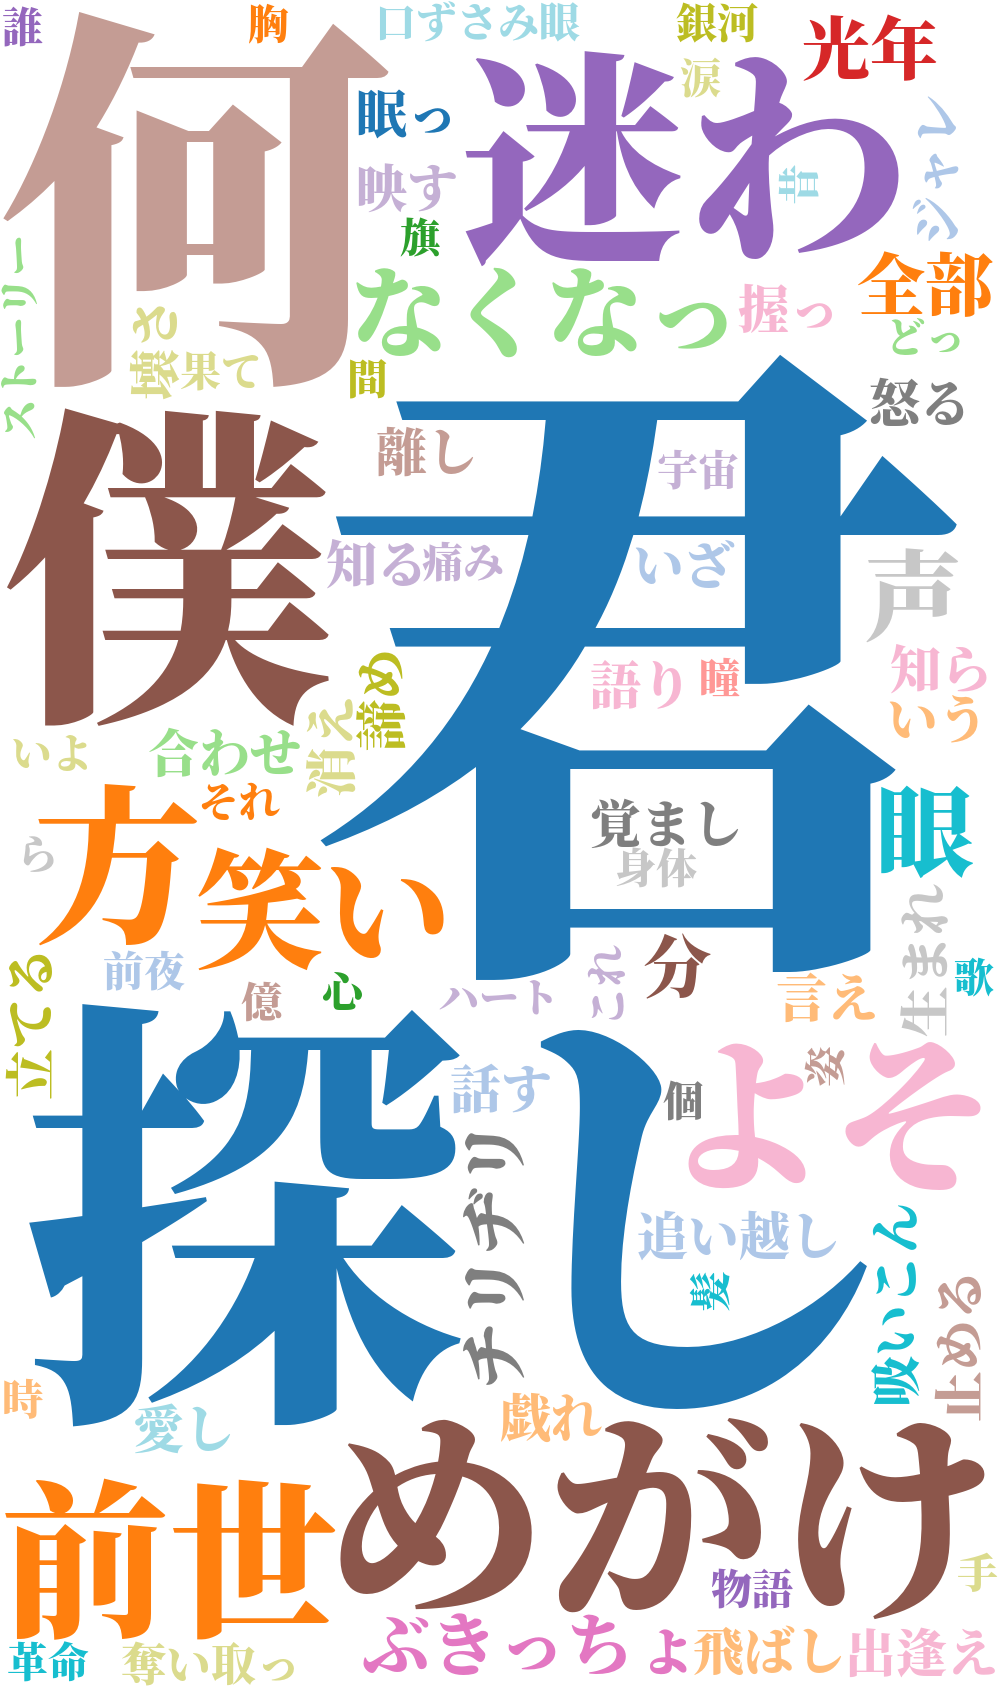 誰
胸
口ずさみ
眼
銀河
光年
何
迷わ
涙
眠っ
ジャレ
映す
昔
旗
ストーリー
なくなっ
握っ
全部
どっ
壊さ
果て
間
怒る
僕
君
離し
宇宙
知る
痛み
いざ
声
知ら
語り
瞳
諦め
消え
いう
いよ
合わせ
方
それ
笑い
覚まし
身体
眼
ら
生まれ
立てる
前夜
億
心
ハート
これ
分
言え
歌
探し
話す
個
姿
よそ
チリヂリ
追い越し
髪
吸いこん
止める
時
愛し
戯れ
めがけ
前世
物語
手
革命
奪い取っ
ぶきっちょ
飛ばし
出逢え